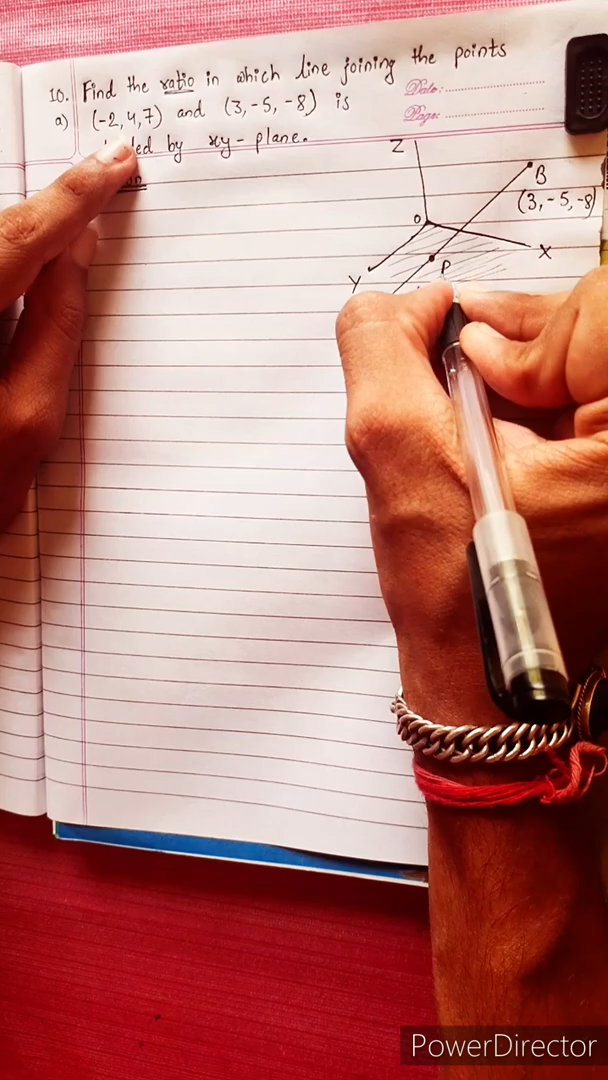 10. Find the ratio in which line joining the points
a) (-2,4,7) and (3,-5,-8) is
by xy-plane.
Date:
Page:
Z
B
(3,-5,-8)
O
X
Y
P
PowerDirector